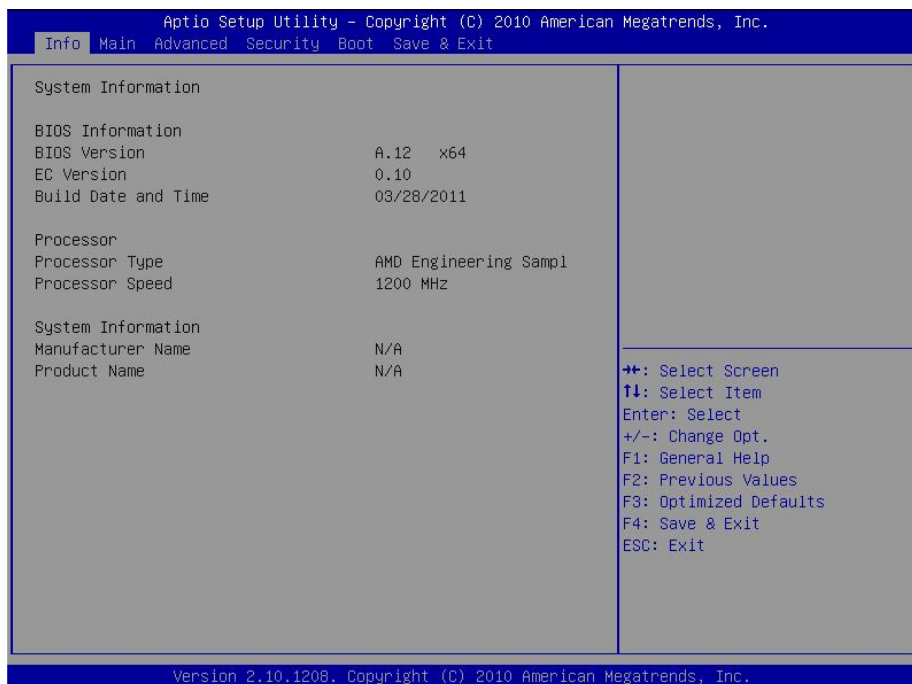 Aptio Setup Utility – Copyright (C) 2010 American Megatrends, Inc.
Info Main Advanced Security Boot Save & Exit
System Information
BIOS Information
BIOS Version A.12 x64
EC Version 0.10
Build Date and Time 03/28/2011
Processor
Processor Type AMD Engineering Sampl
Processor Speed 1200 MHz
System Information
Manufacturer Name N/A
Product Name N/A
→←: Select Screen
↑↓: Select Item
Enter: Select
+/-: Change Opt.
F1: General Help
F2: Previous Values
F3: Optimized Defaults
F4: Save & Exit
ESC: Exit
Version 2.10.1208. Copyright (C) 2010 American Megatrends, Inc.